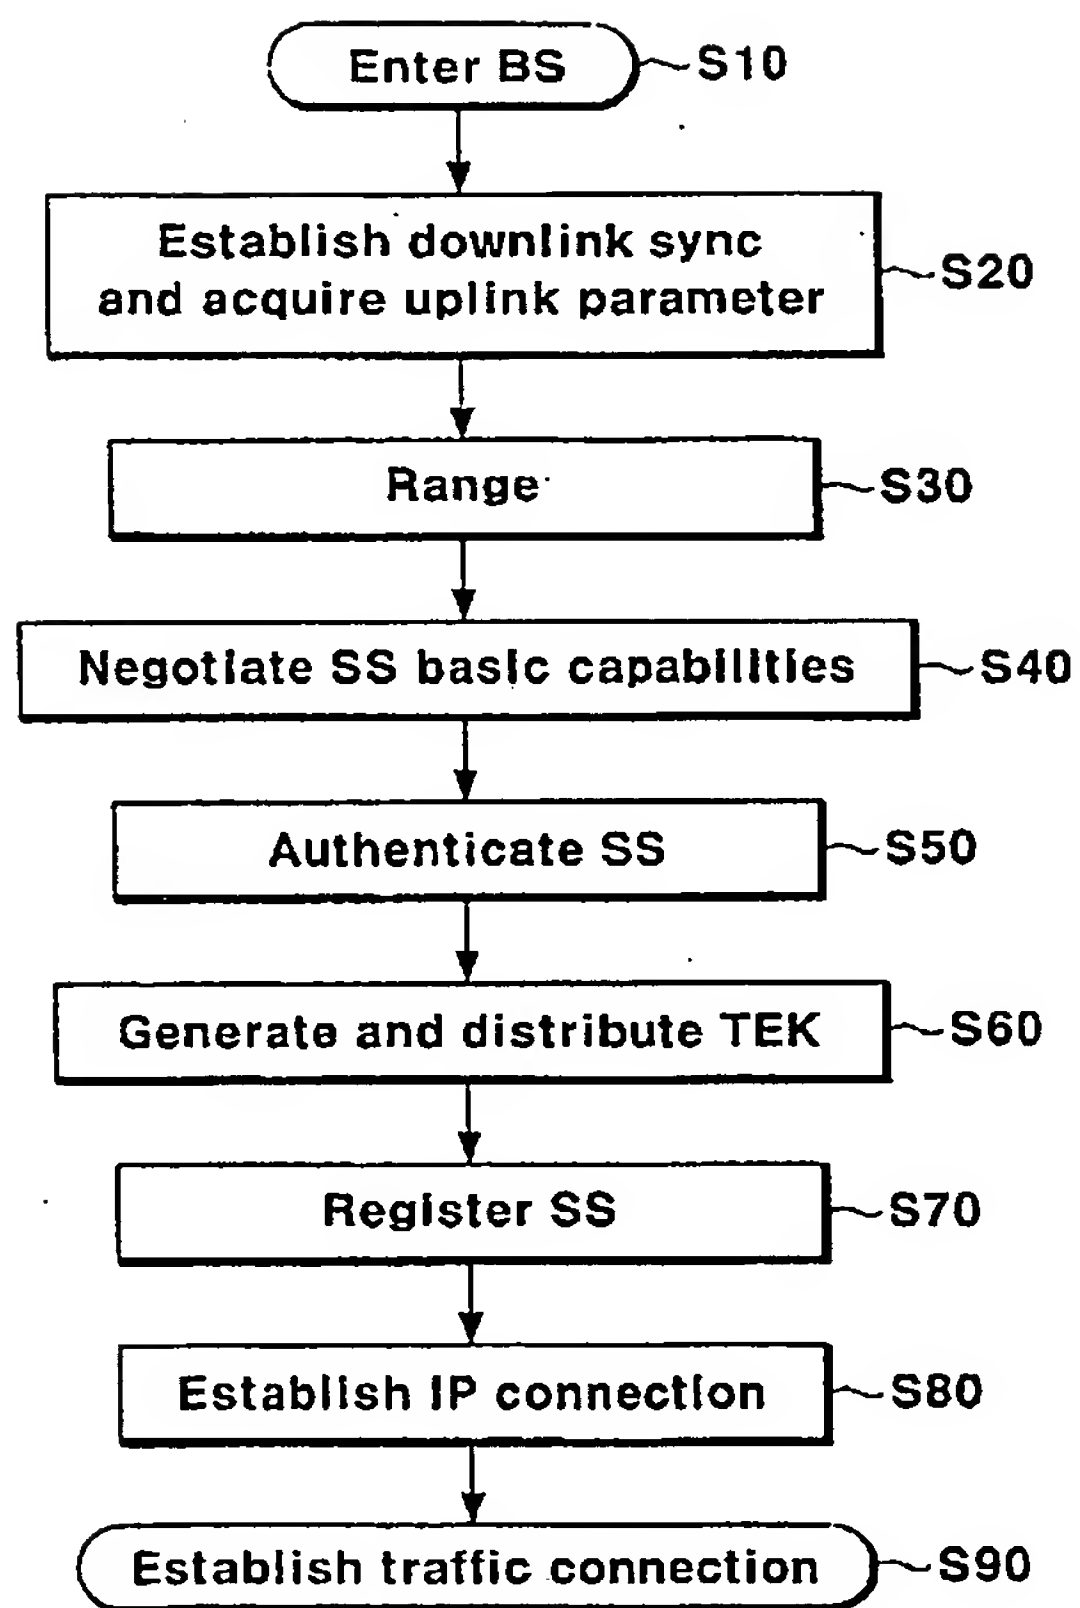 Enter BS
S10
Establish downlink sync
and acquire uplink parameter
S20
Range
S30
Negotiate SS basic capabilities
S40
Authenticate SS
S50
Generate and distribute TEK
S60
Register SS
S70
Establish IP connection
S80
Establish traffic connection
S90